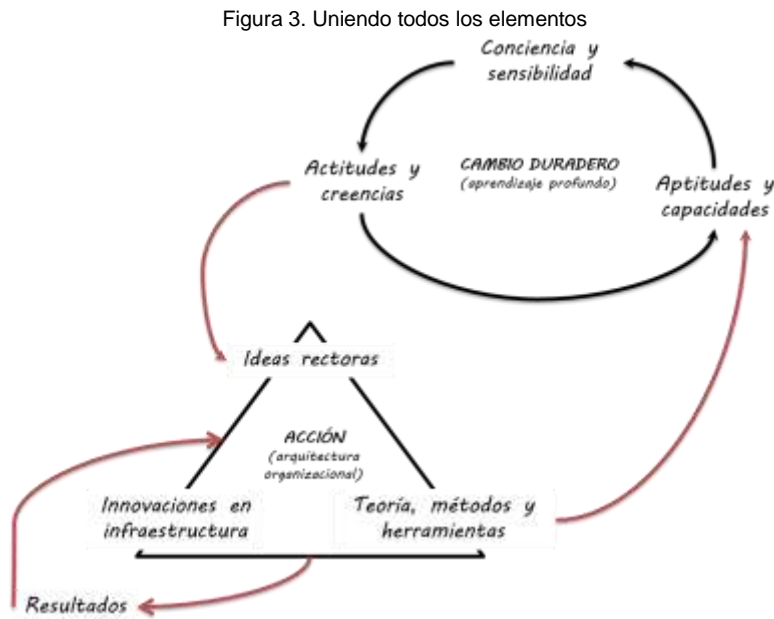 Figura 3. Uniendo todos los elementos
Conciencia y
sensibilidad
Actitudes y
creencias
CAMBIO DURADERO
(aprendizaje profundo)
Aptitudes y
capacidades
Ideas rectoras
ACCIÓN
(arquitectura
organizacional)
Innovaciones en
infraestructura
Teoría, métodos y
herramientas
Resultados